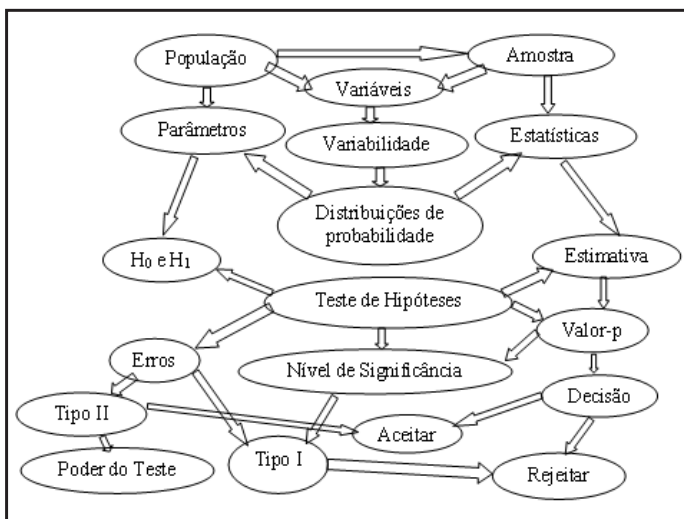 População
Amostra
Variáveis
Parâmetros
Variabilidade
Estatísticas
Distribuições de
probabilidade
H₀ e H₁
Estimativa
Teste de Hipóteses
Valor-p
Erros
Nível de Significância
Decisão
Tipo II
Aceitar
Poder do Teste
Tipo I
Rejeitar